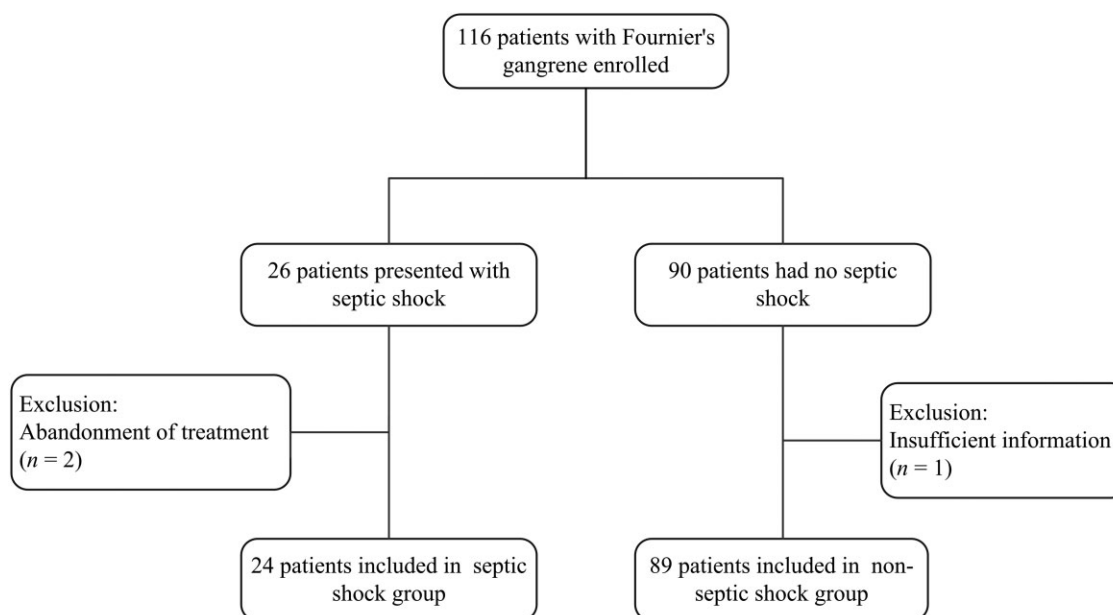 116 patients with Fournier's
gangrene enrolled
26 patients presented with
septic shock
90 patients had no septic
shock
Exclusion:
Abandonment of treatment
(n = 2)
Exclusion:
Insufficient information
(n = 1)
24 patients included in septic
shock group
89 patients included in non-
septic shock group